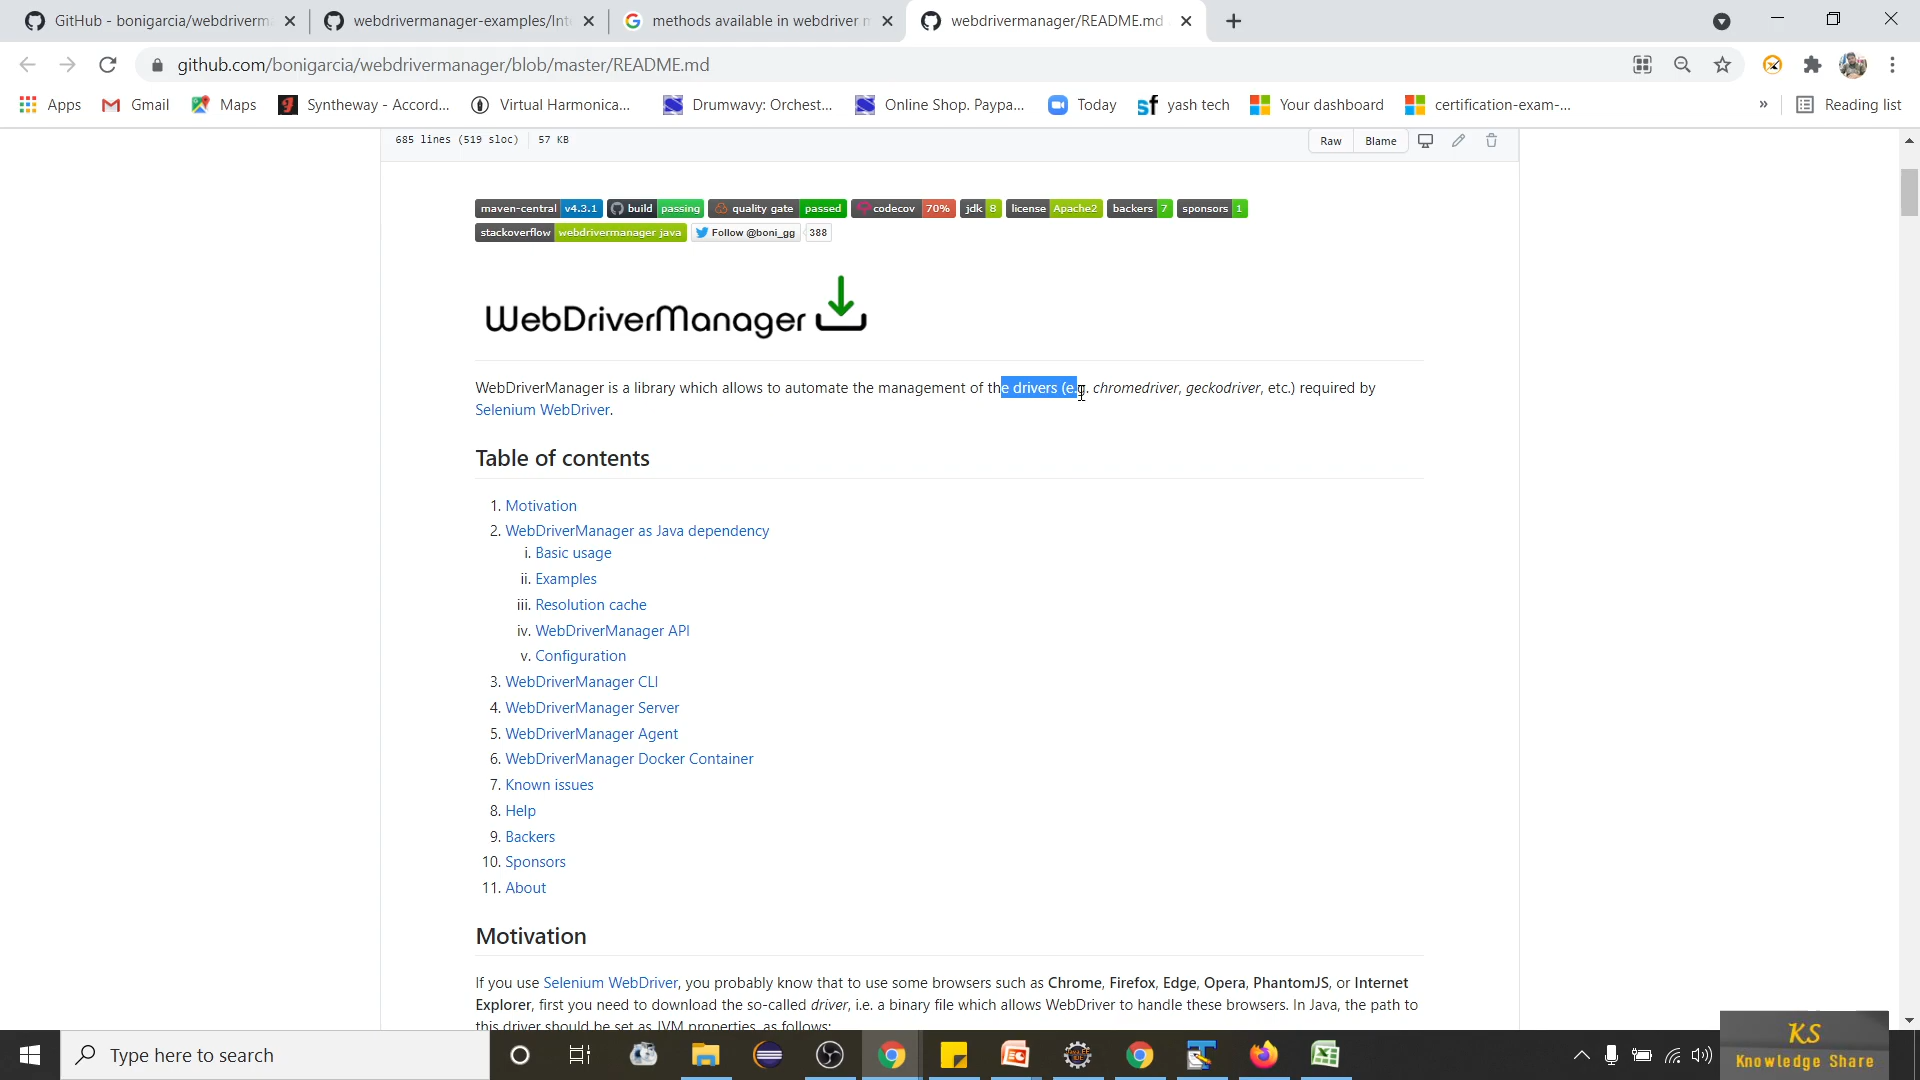 GitHub - bonigarcia/webdriverm
webdrivermanager-examples/Int
methods available in webdriver m
webdrivermanager/README.md
github.com/bonigarcia/webdrivermanager/blob/master/README.md
Apps
Gmail
Maps
Syntheway - Accord...
Virtual Harmonica...
Drumwavy: Orchest...
Online Shop. Paypa...
Today
yash tech
Your dashboard
certification-exam-...
»
Reading list
685 lines (519 sloc) 57 KB
Raw Blame
maven-central v4.3.1 build passing quality gate passed codecov 70% jdk 8 license Apache2 backers 7 sponsors 1
stackoverflow webdrivermanager java Follow @boni_gg 388
WebDriverManager
WebDriverManager is a library which allows to automate the management of the drivers (e.g. chromedriver, geckodriver, etc.) required by
Selenium WebDriver.
Table of contents
1. Motivation
2. WebDriverManager as Java dependency
i. Basic usage
ii. Examples
iii. Resolution cache
iv. WebDriverManager API
v. Configuration
3. WebDriverManager CLI
4. WebDriverManager Server
5. WebDriverManager Agent
6. WebDriverManager Docker Container
7. Known issues
8. Help
9. Backers
10. Sponsors
11. About
Motivation
If you use Selenium WebDriver, you probably know that to use some browsers such as Chrome, Firefox, Edge, Opera, PhantomJS, or Internet
Explorer, first you need to download the so-called driver, i.e. a binary file which allows WebDriver to handle these browsers. In Java, the path to
this driver should be set as JVM properties, as follows:
Type here to search
KS
Knowledge Share